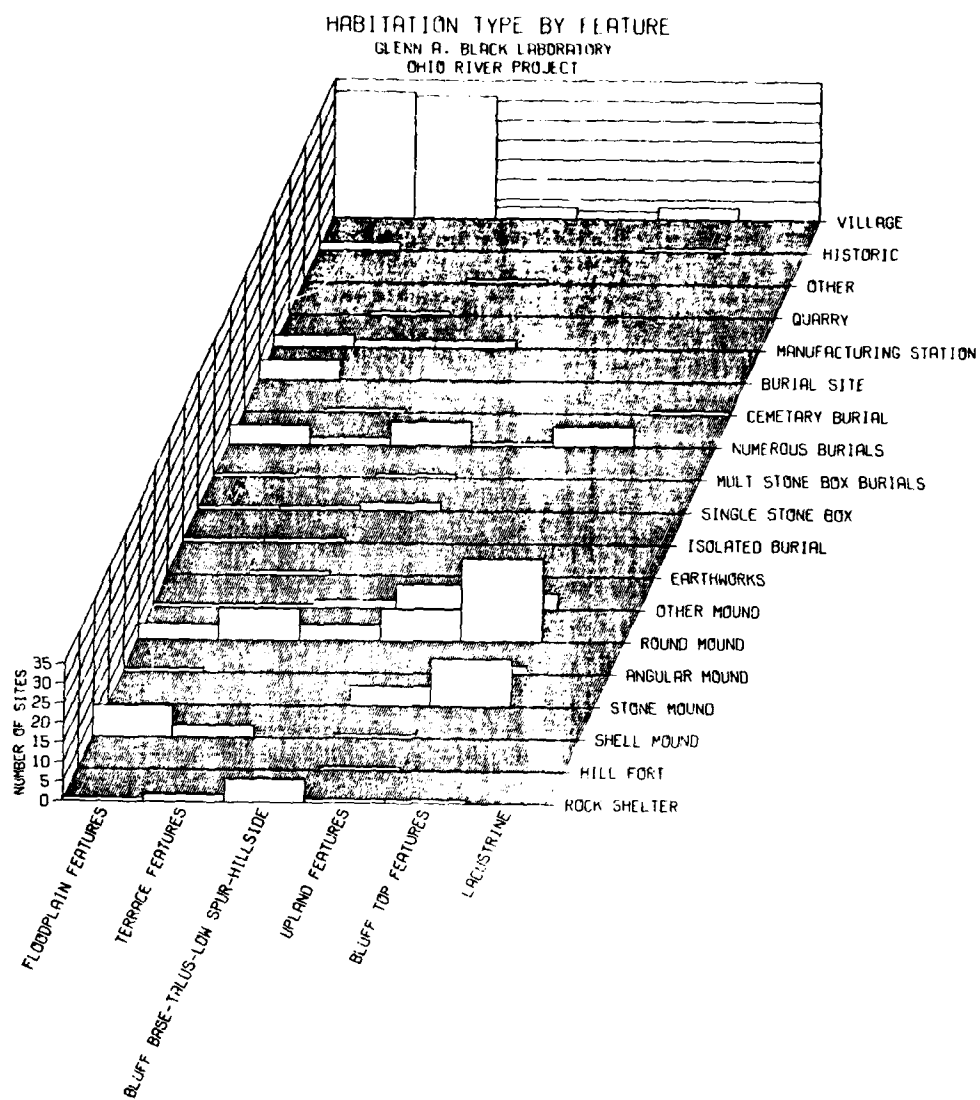 HABITATION TYPE BY FEATURE
GLENN A. BLACK LABORATORY
OHIO RIVER PROJECT
VILLAGE
HISTORIC
OTHER
QUARRY
MANUFACTURING STATION
BURIAL SITE
CEMETARY BURIAL
NUMEROUS BURIALS
MULT STONE BOX BURIALS
SINGLE STONE BOX
ISOLATED BURIAL
EARTHWORKS
OTHER MOUND
ROUND MOUND
ANGULAR MOUND
STONE MOUND
SHELL MOUND
HILL FORT
ROCK SHELTER
NUMBER OF SITES
35
30
25
20
15
10
5
0
FLOODPLAIN FEATURES
TERRACE FEATURES
BLUFF BASE-TALUS-LOW SPUR-HILLSIDE
UPLAND FEATURES
BLUFF TOP FEATURES
LACUSTRINE